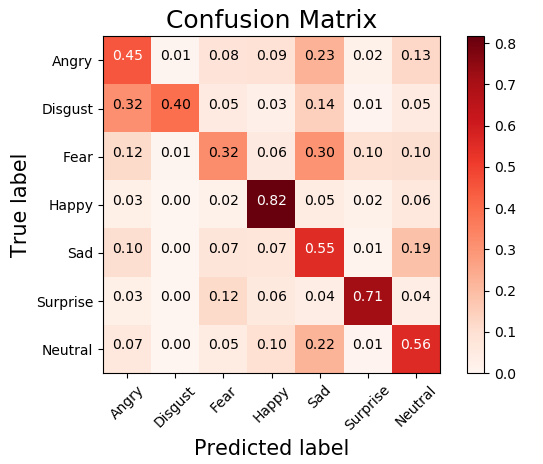 Confusion Matrix
True label
Angry 0.45 0.01 0.08 0.09 0.23 0.02 0.13
Disgust 0.32 0.40 0.05 0.03 0.14 0.01 0.05
Fear 0.12 0.01 0.32 0.06 0.30 0.10 0.10
Happy 0.03 0.00 0.02 0.82 0.05 0.02 0.06
Sad 0.10 0.00 0.07 0.07 0.55 0.01 0.19
Surprise 0.03 0.00 0.12 0.06 0.04 0.71 0.04
Neutral 0.07 0.00 0.05 0.10 0.22 0.01 0.56
Angry Disgust Fear Happy Sad Surprise Neutral
Predicted label
0.8
0.7
0.6
0.5
0.4
0.3
0.2
0.1
0.0